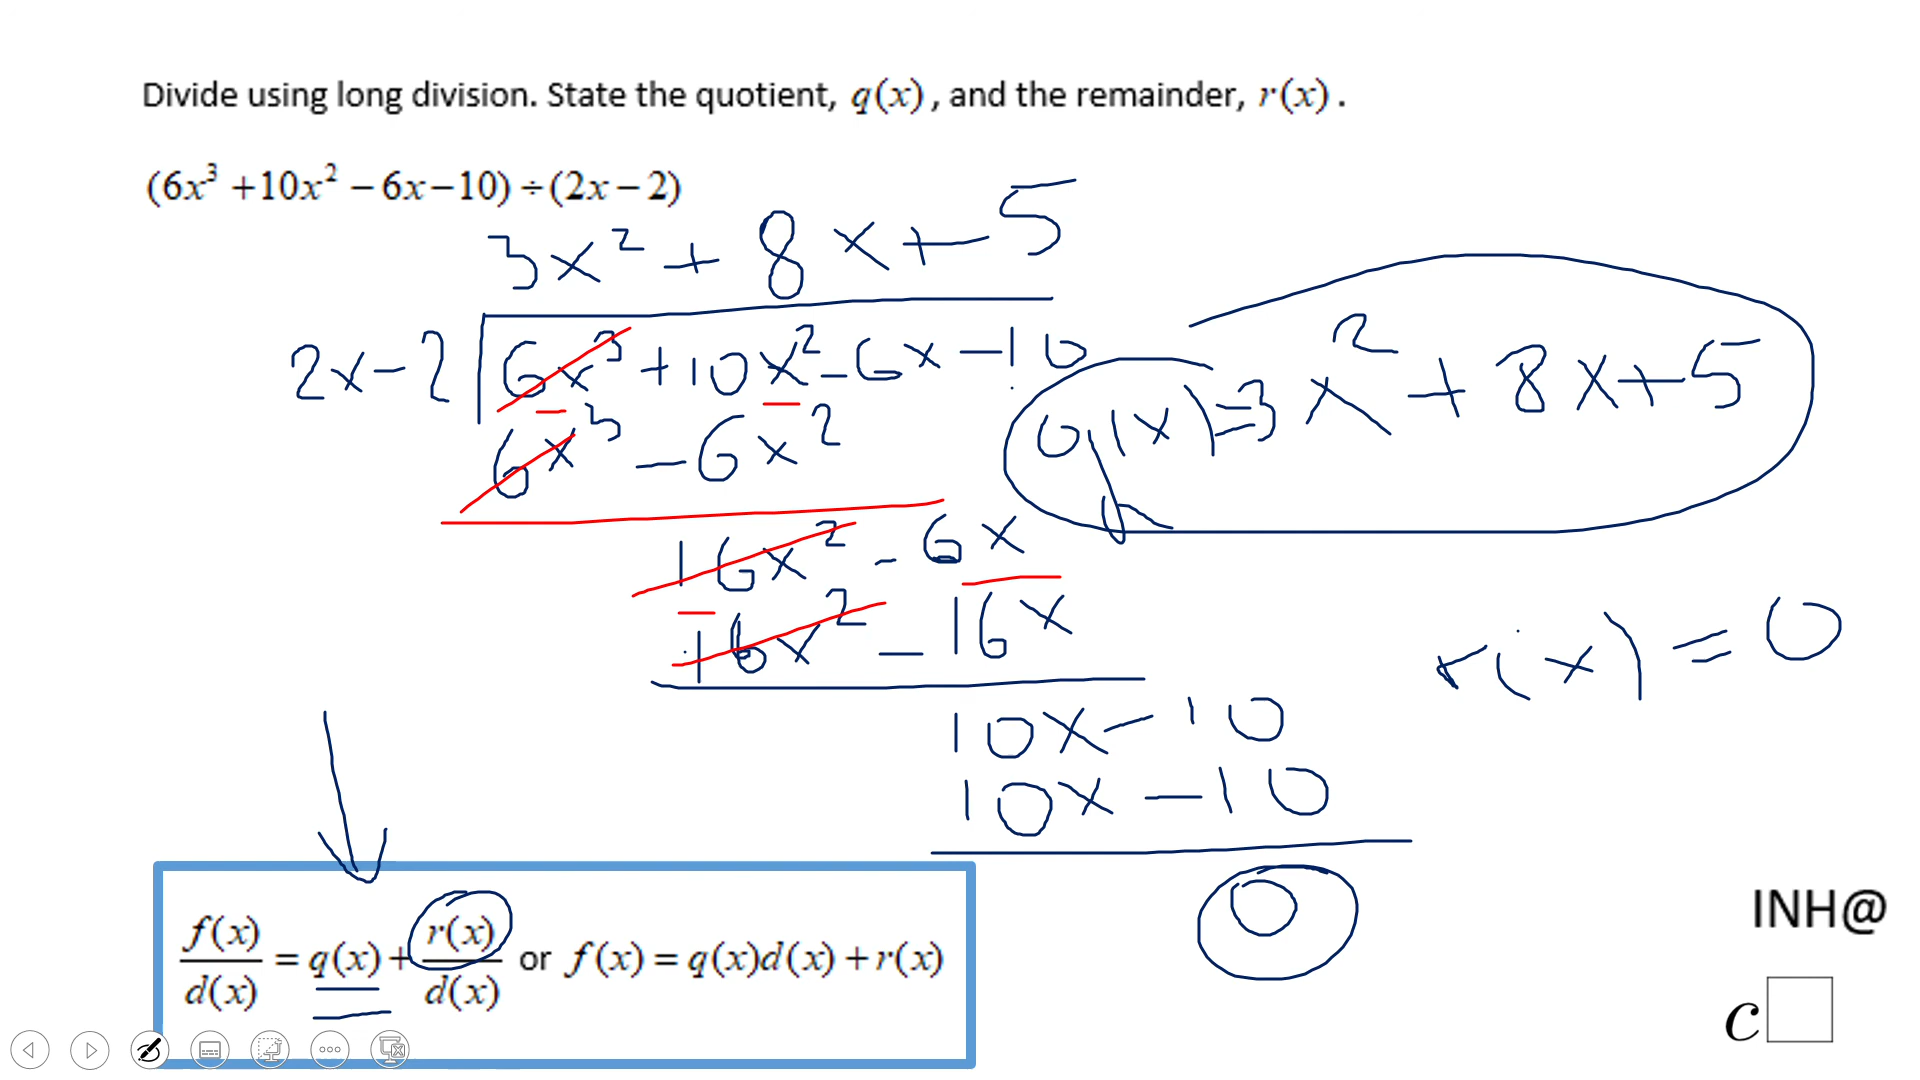 Divide using long division. State the quotient, q(x), and the remainder, r(x).
(6x³ +10x² − 6x − 10) ÷ (2x − 2)
3x² + 8x + 5
2x − 2 6x³ + 10x² − 6x − 10
6x³ − 6x²
q(x) = 3x² + 8x + 5
16x² − 6x
16x² − 16x
r(x) = 0
10x − 10
10x − 10
0
f(x)/d(x) = q(x) + r(x)/d(x) or f(x) = q(x)d(x) + r(x)
INH@
c